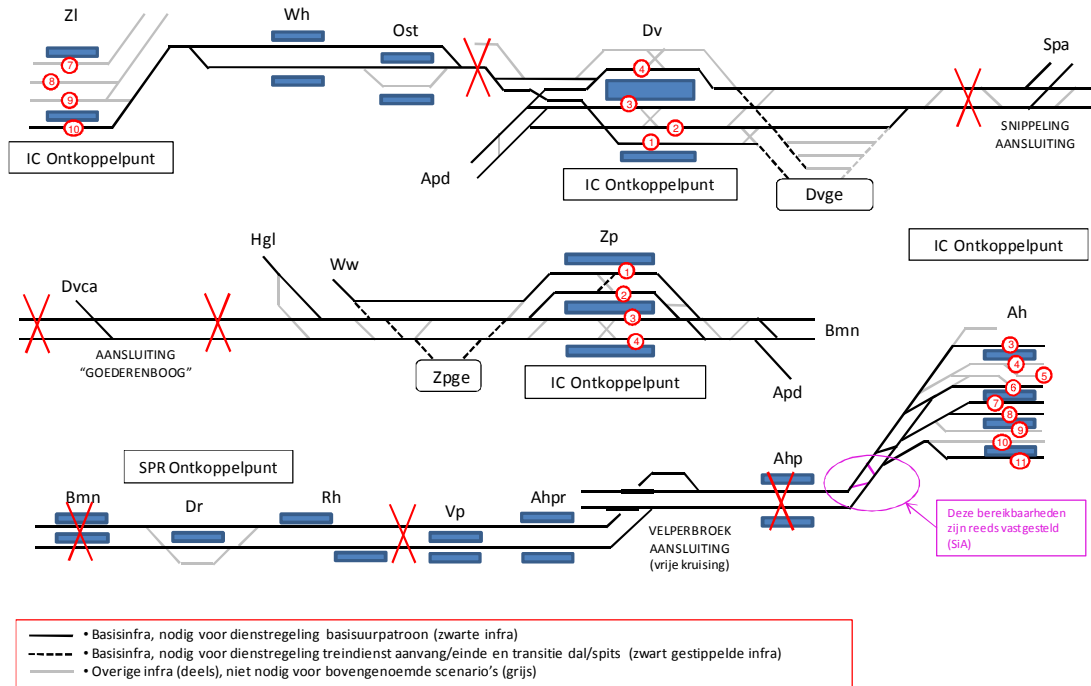 Zl
Wh
Ost
Dv
Spa
7
8
9
10
4
3
2
1
IC Ontkoppelpunt
Apd
IC Ontkoppelpunt
Dvge
SNIPPELING
AANSLUITING
Hgl
Ww
Zp
IC Ontkoppelpunt
Dvca
1
2
3
4
Bmn
AANSLUITING
“GOEDERENBOOG”
Zpge
IC Ontkoppelpunt
Apd
Ah
3
4
5
6
7
8
9
10
11
SPR Ontkoppelpunt
Bmn
Dr
Rh
Vp
Ahpr
Ahp
VELPERBROEK
AANSLUITING
(vrije kruising)
Deze bereikbaarheden
zijn reeds vastgesteld
(SiA)
• Basisinfra, nodig voor dienstregeling basisuurpatroon (zwarte infra)
• Basisinfra, nodig voor dienstregeling treindienst aanvang/einde en transitie dal/spits (zwart gestippelde infra)
• Overige infra (deels), niet nodig voor bovengenoemde scenario’s (grijs)